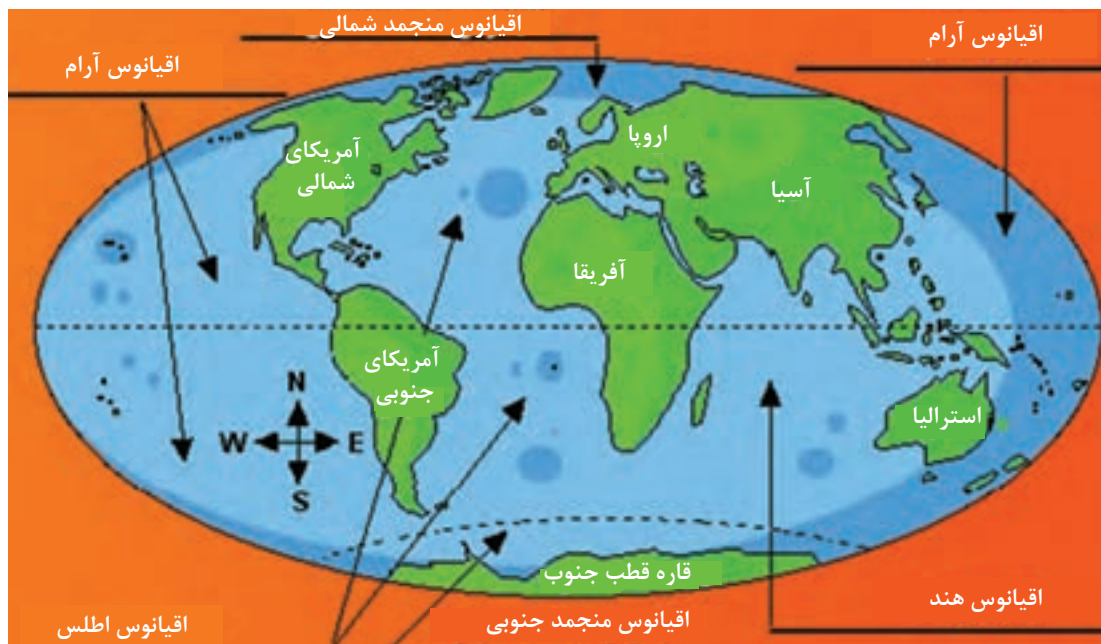 اقیانوس منجمد شمالی
اقیانوس آرام
اقیانوس آرام
اروپا
آمریکای
شمالی
آسیا
آفریقا
آمریکای
جنوبی
N
W E
S
استرالیا
قاره قطب جنوب
اقیانوس هند
اقیانوس منجمد جنوبی
اقیانوس اطلس